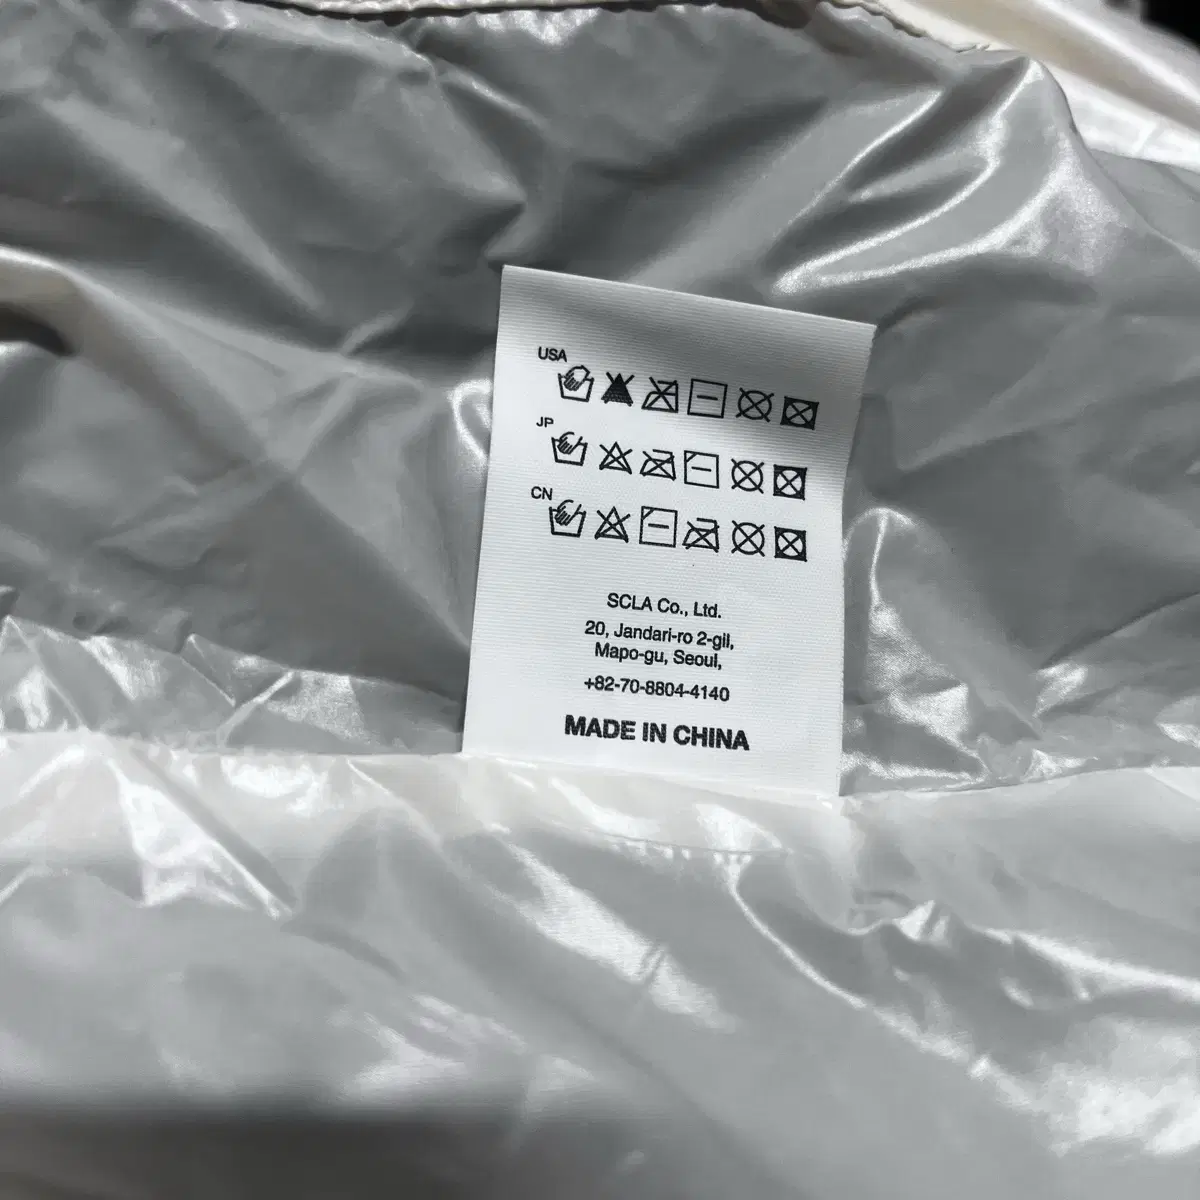 USA
JP
CN
SCLA Co., Ltd.
20, Jandari-ro 2-gil,
Mapo-gu, Seoul,
+82-70-8804-4140
MADE IN CHINA